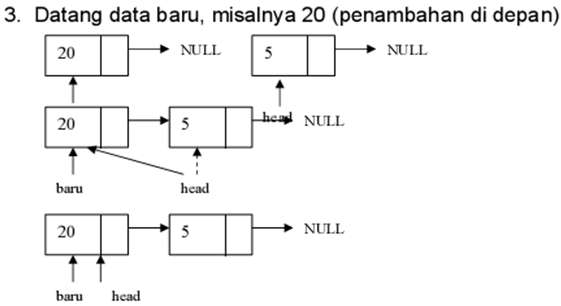 3. Datang data baru, misalnya 20 (penambahan di depan)
20 NULL 5 NULL
head
20 5 NULL
baru head
20 5 NULL
baru head